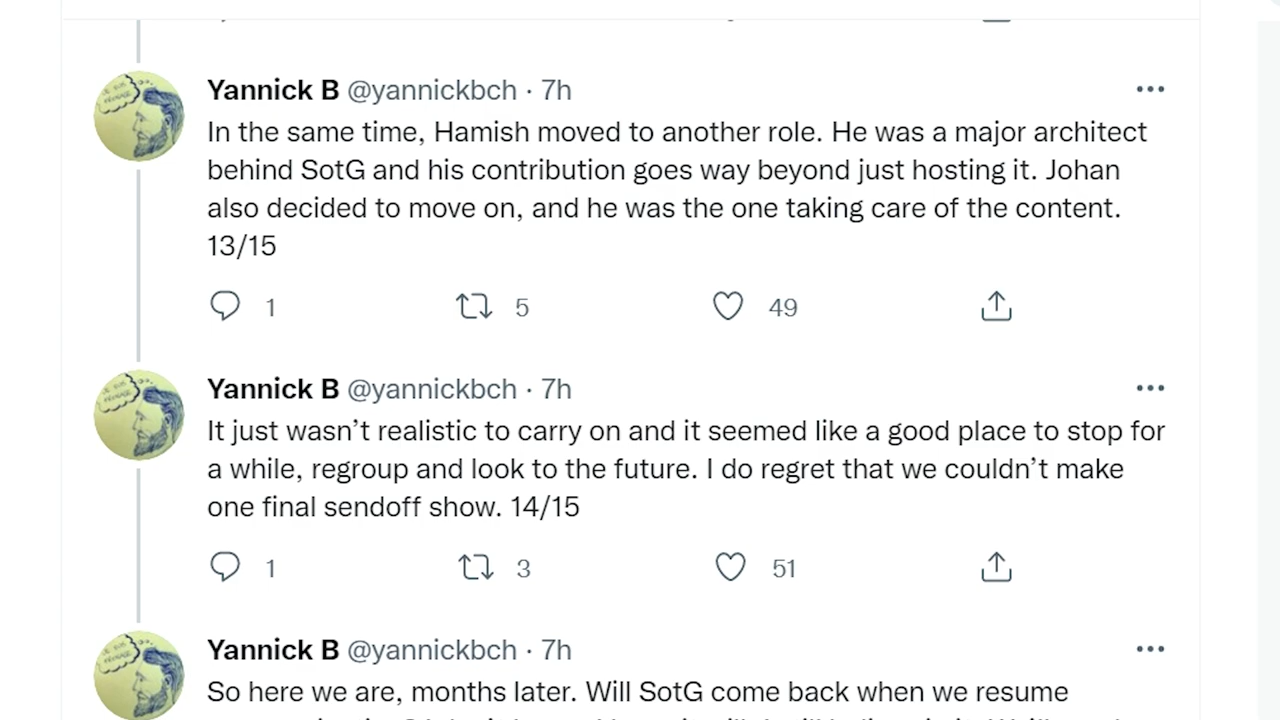 Yannick B @yannickbch · 7h
In the same time, Hamish moved to another role. He was a major architect
behind SotG and his contribution goes way beyond just hosting it. Johan
also decided to move on, and he was the one taking care of the content.
13/15
1 5 49
Yannick B @yannickbch · 7h
It just wasn’t realistic to carry on and it seemed like a good place to stop for
a while, regroup and look to the future. I do regret that we couldn’t make
one final sendoff show. 14/15
1 3 51
Yannick B @yannickbch · 7h
So here we are, months later. Will SotG come back when we resume